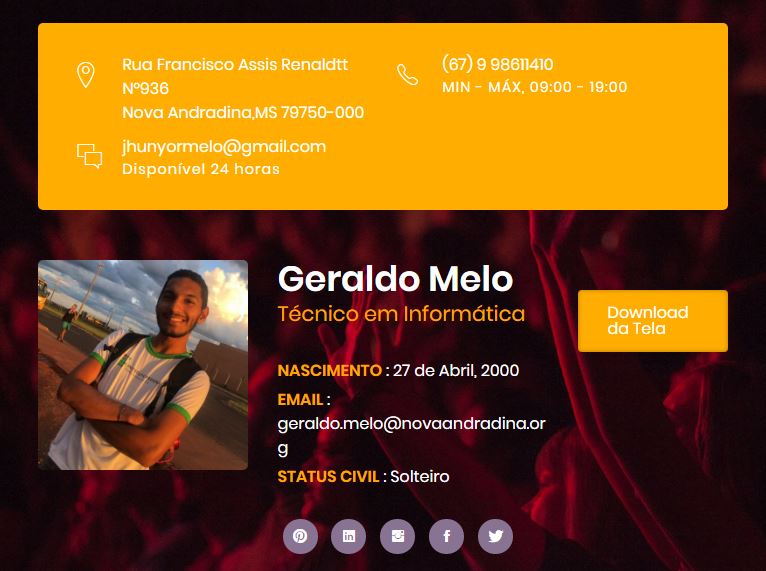 Rua Francisco Assis Renaldtt
Nº936
Nova Andradina,MS 79750-000
(67) 9 98611410
MIN - MÁX, 09:00 - 19:00
jhunyormelo@gmail.com
Disponível 24 horas
Geraldo Melo
Técnico em Informática
Download
da Tela
NASCIMENTO : 27 de Abril, 2000
EMAIL :
geraldo.melo@novaandradina.or
g
STATUS CIVIL : Solteiro